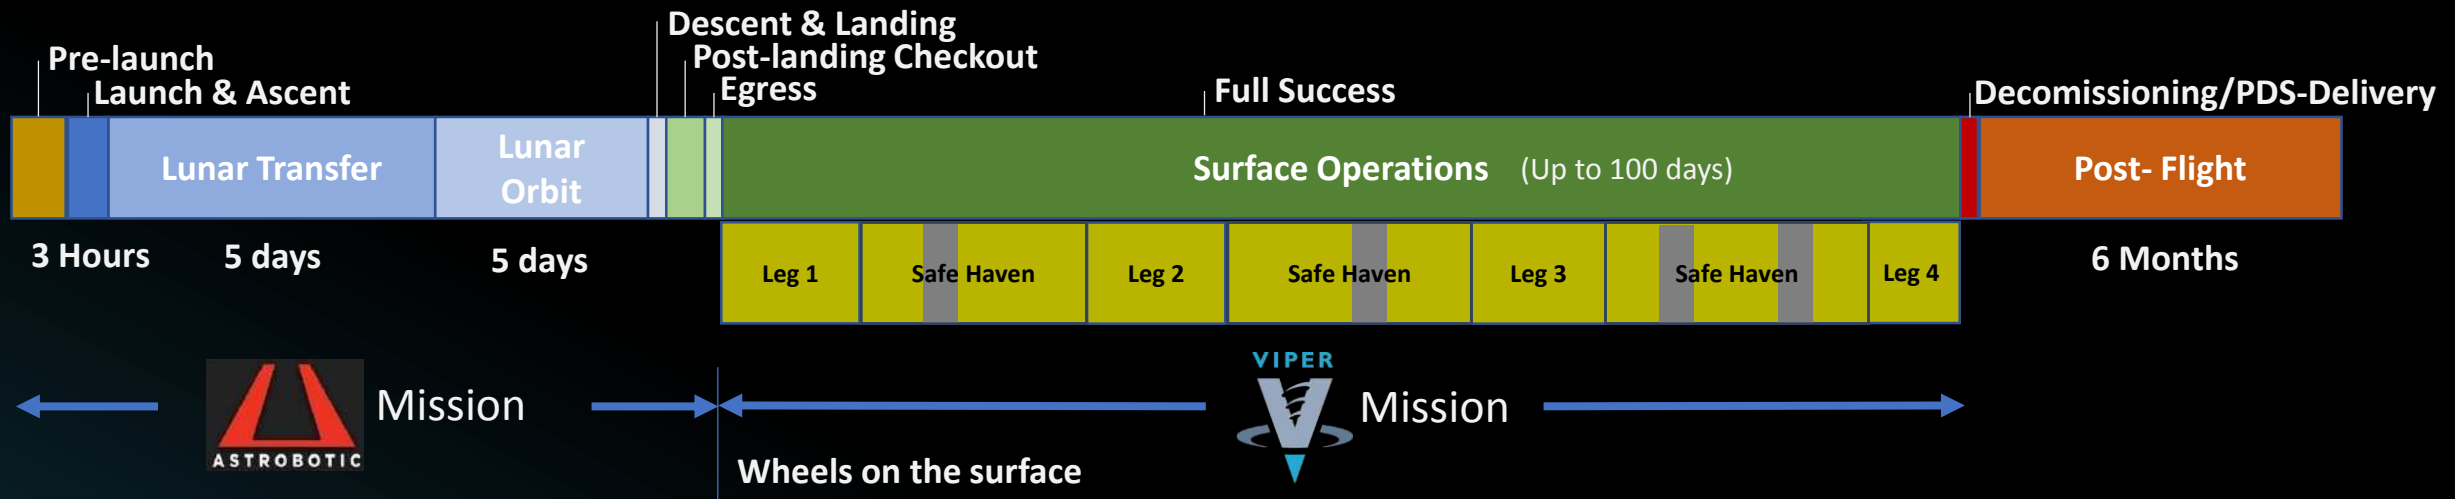 Descent & Landing
Pre-launch
Post-landing Checkout
Launch & Ascent
Egress
Full Success
Decomissioning/PDS-Delivery
Lunar Transfer
Lunar
Orbit
Surface Operations (Up to 100 days)
Post- Flight
3 Hours
5 days
5 days
6 Months
Leg 1
Safe Haven
Leg 2
Safe Haven
Leg 3
Safe Haven
Leg 4
ASTROBOTIC
Mission
VIPER
Mission
Wheels on the surface